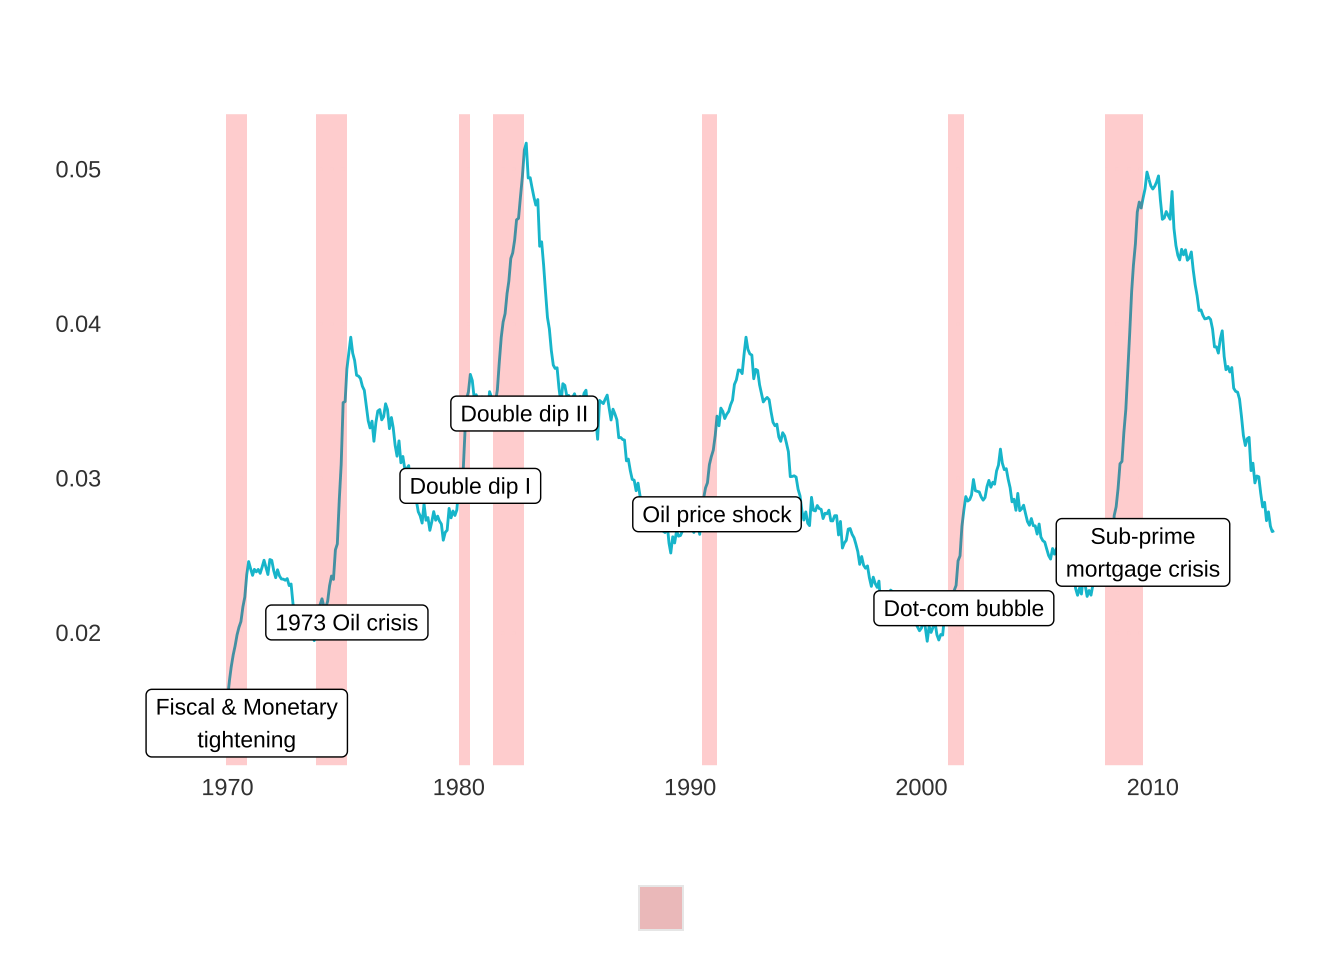 0.05
0.04
0.03
0.02
Double dip II
Double dip I
Oil price shock
Sub-prime
mortgage crisis
Dot-com bubble
1973 Oil crisis
Fiscal & Monetary
tightening
1970 1980 1990 2000 2010